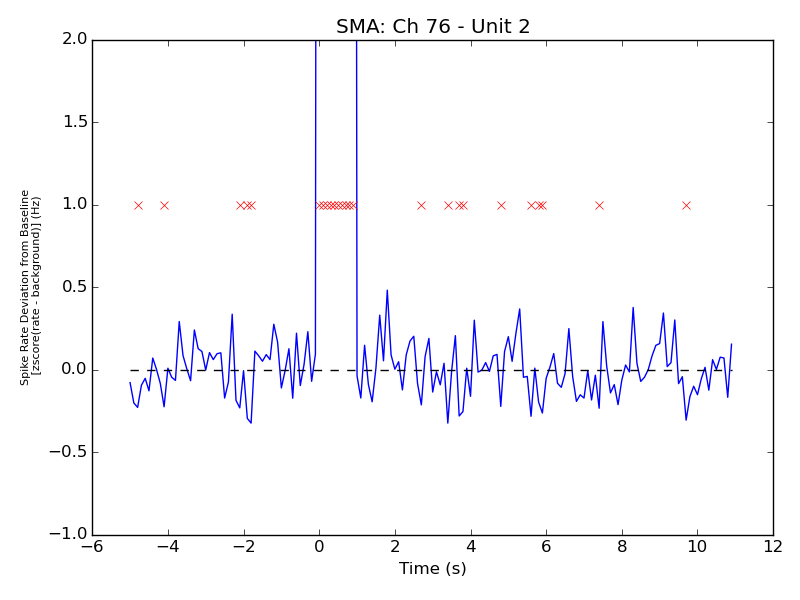 SMA: Ch 76 - Unit 2
2.0
1.5
1.0
0.5
0.0
−0.5
−1.0
Spike Rate Deviation from Baseline
[zscore(rate - background)] (Hz)
−6 −4 −2 0 2 4 6 8 10 12
Time (s)